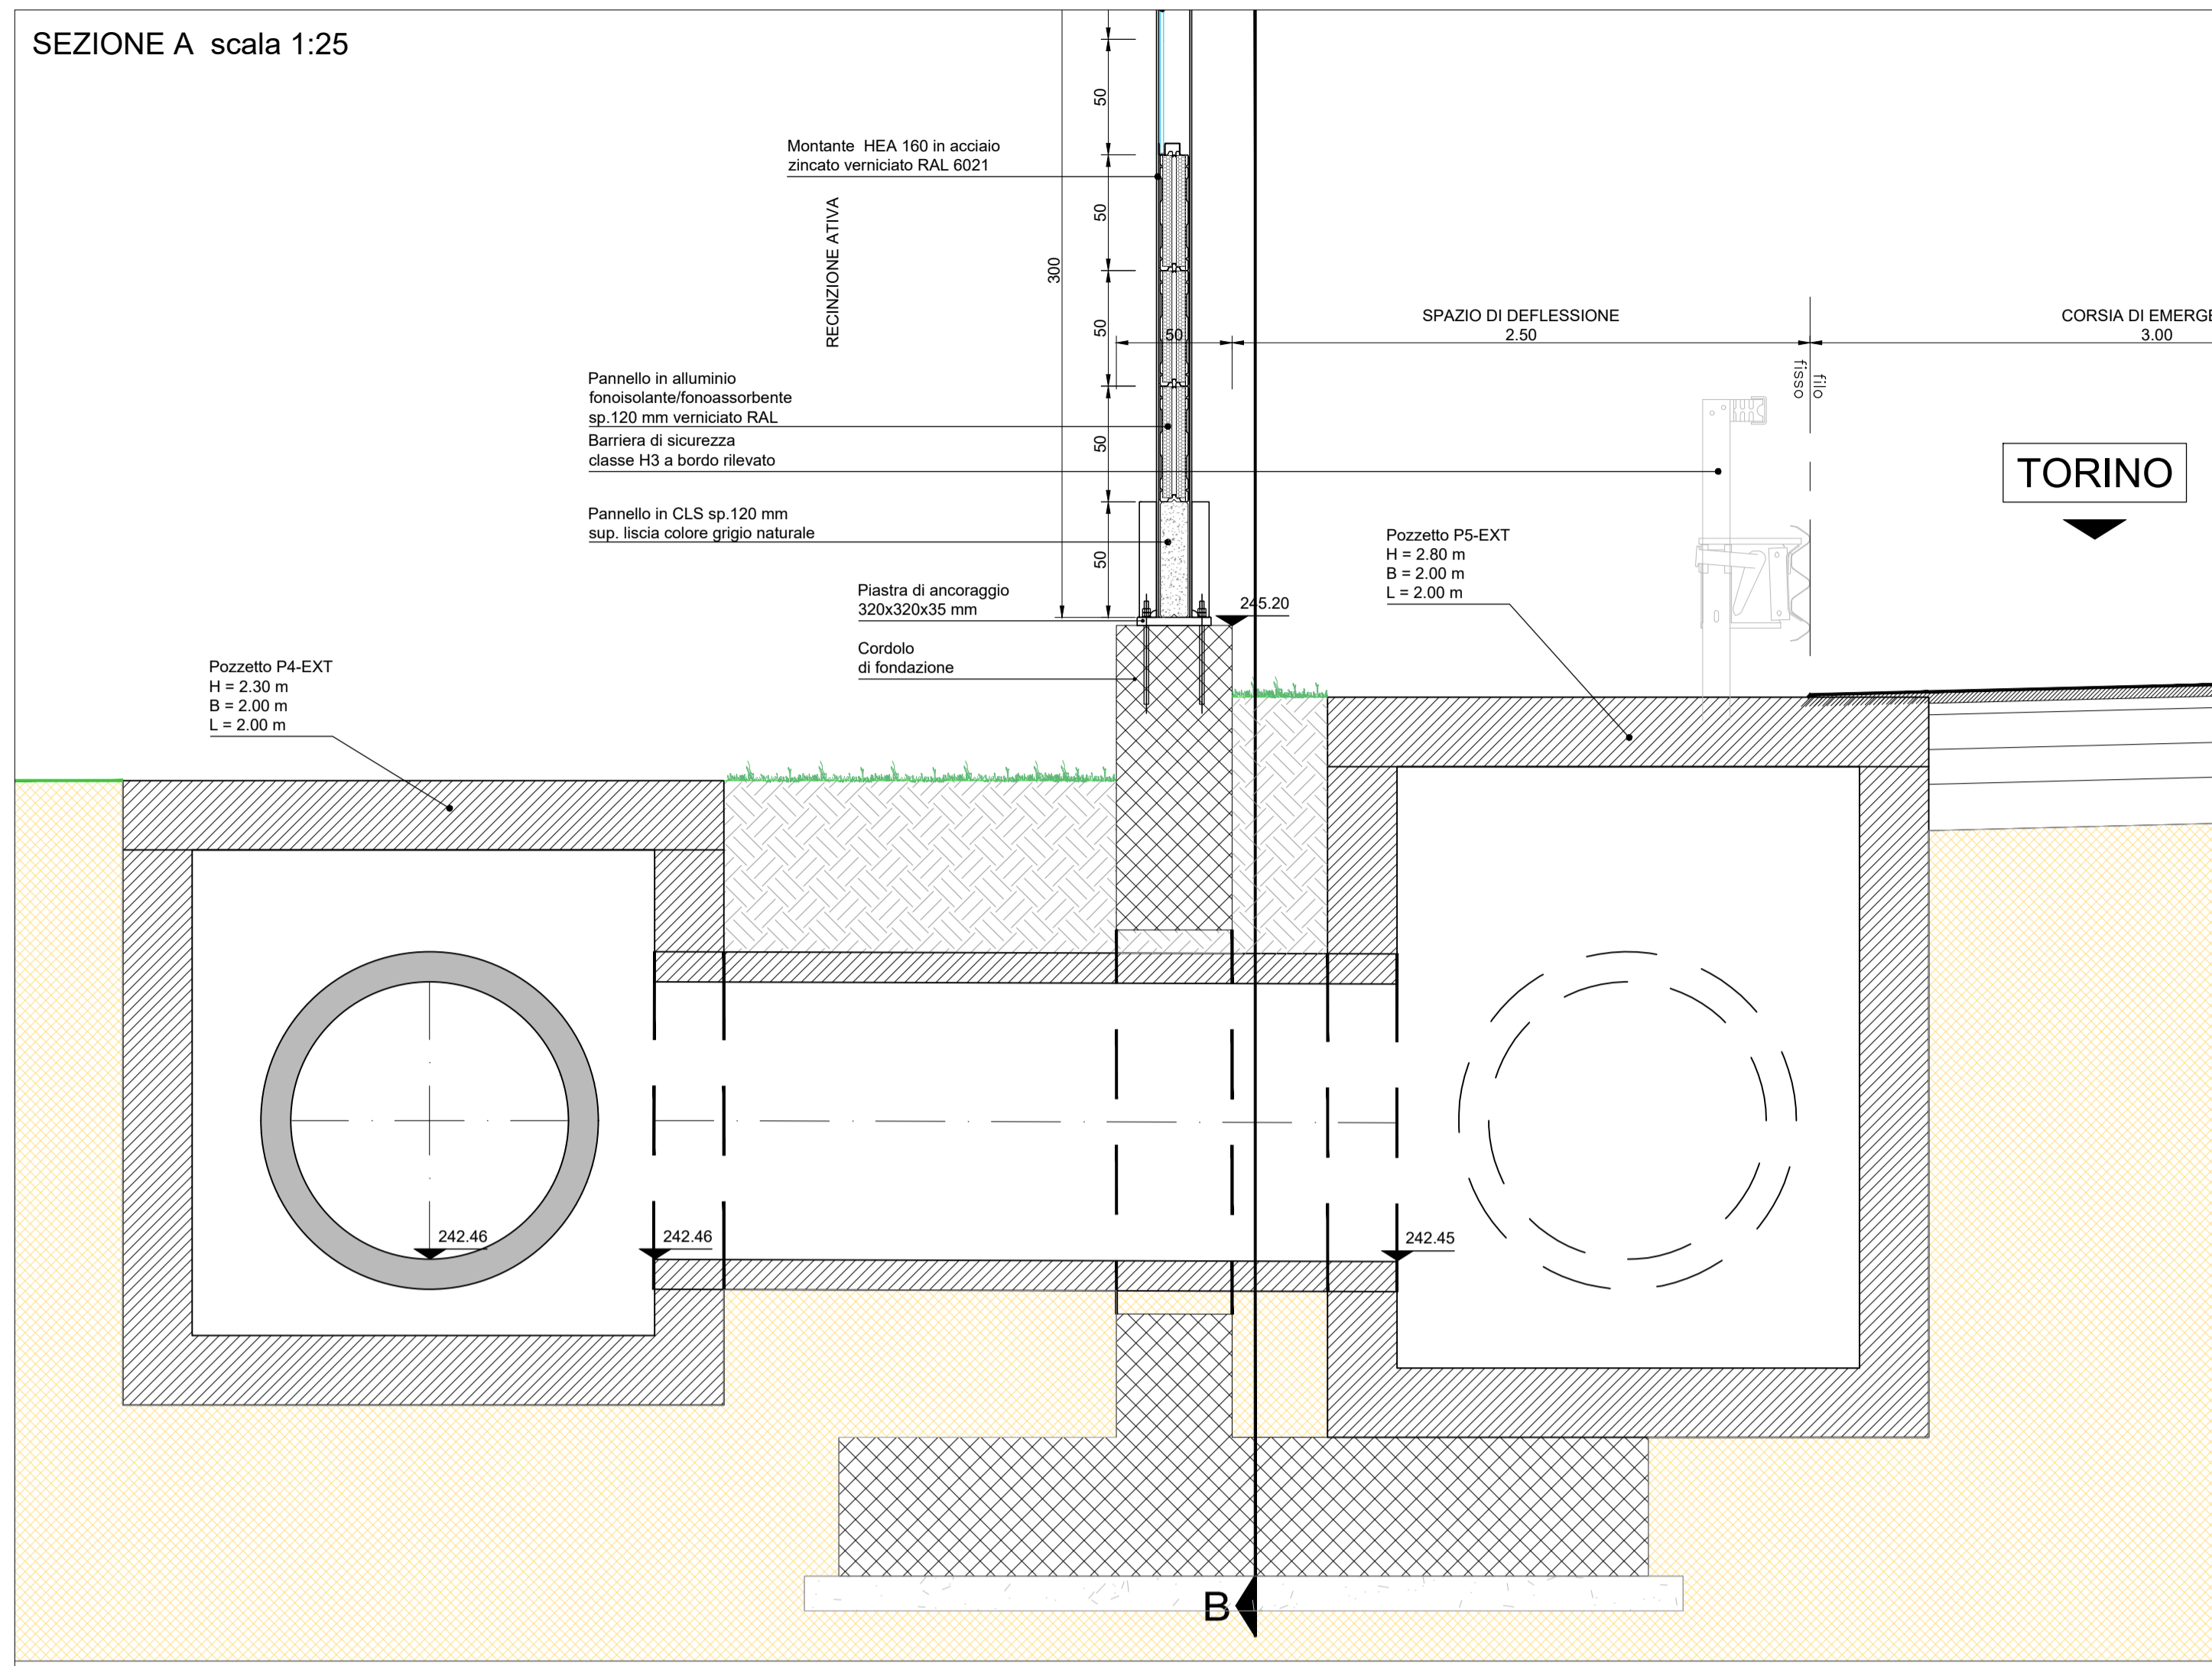 SEZIONE A scala 1:25
50
Montante HEA 160 in acciaio
zincato verniciato RAL 6021
RECINZIONE ATIVA
50
300
50
50
SPAZIO DI DEFLESSIONE
2.50
CORSIA DI EMERGE
3.00
filo
fisso
Pannello in alluminio
fonoisolante/fonoassorbente
sp.120 mm verniciato RAL
50
Barriera di sicurezza
classe H3 a bordo rilevato
TORINO
Pannello in CLS sp.120 mm
sup. liscia colore grigio naturale
50
Pozzetto P5-EXT
H = 2.80 m
B = 2.00 m
L = 2.00 m
Piastra di ancoraggio
320x320x35 mm
245.20
Cordolo
di fondazione
Pozzetto P4-EXT
H = 2.30 m
B = 2.00 m
L = 2.00 m
242.46
242.46
242.45
B